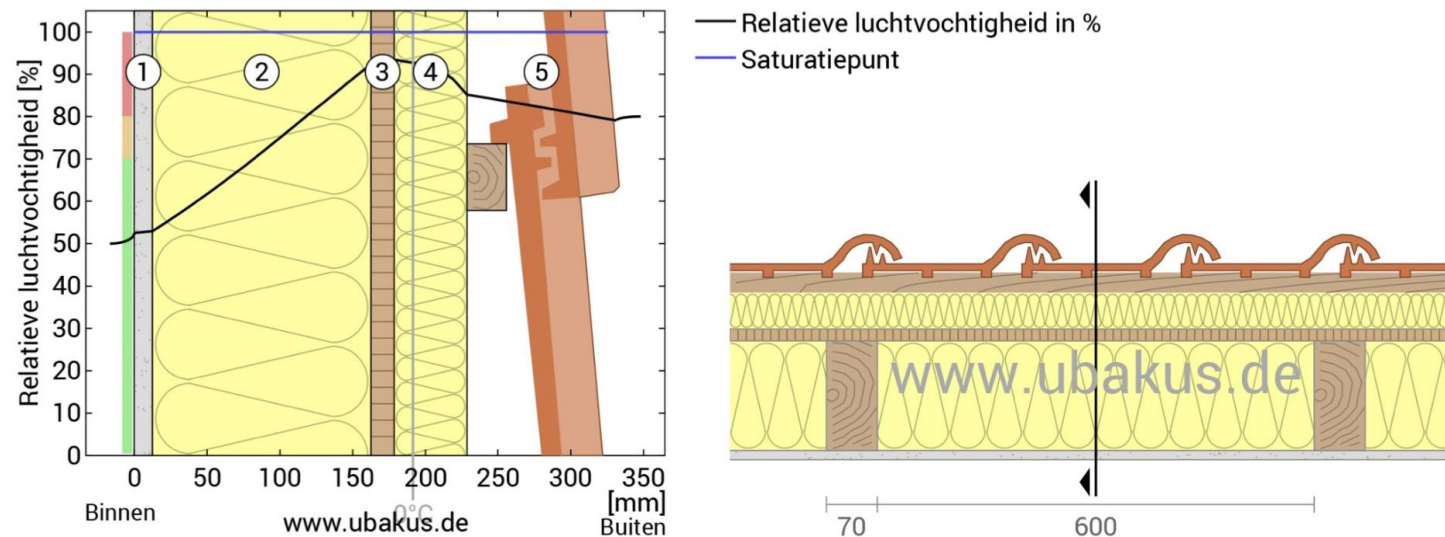 Relatieve luchtvochtigheid [%]
100
90
80
70
60
50
40
30
20
10
0
1
2
3
4
5
0 50 100 150 200 250 300 350
[mm]
Binnen
0°C
www.ubakus.de
Buiten
Relatieve luchtvochtigheid in %
Saturatiepunt
www.ubakus.de
70 600